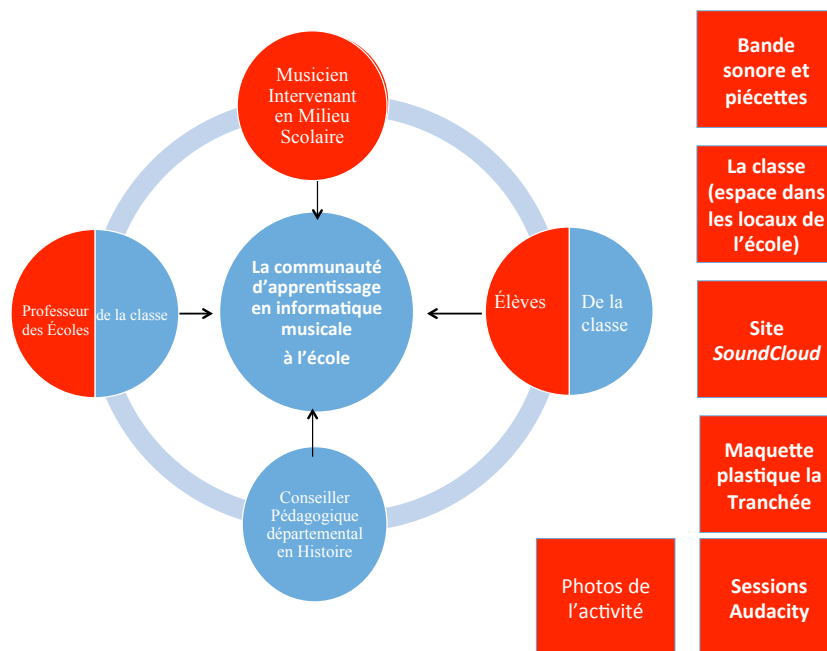 Musicien
Intervenant
en Milieu
Scolaire
Professeur
des Écoles
de la classe
La communauté
d’apprentissage
en informatique
musicale
à l’école
Élèves
De la
classe
Conseiller
Pédagogique
départemental
en Histoire
Bande
sonore et
piécettes
La classe
(espace dans
les locaux de
l’école)
Site
SoundCloud
Maquette
plastique la
Tranchée
Photos de
l’activité
Sessions
Audacity